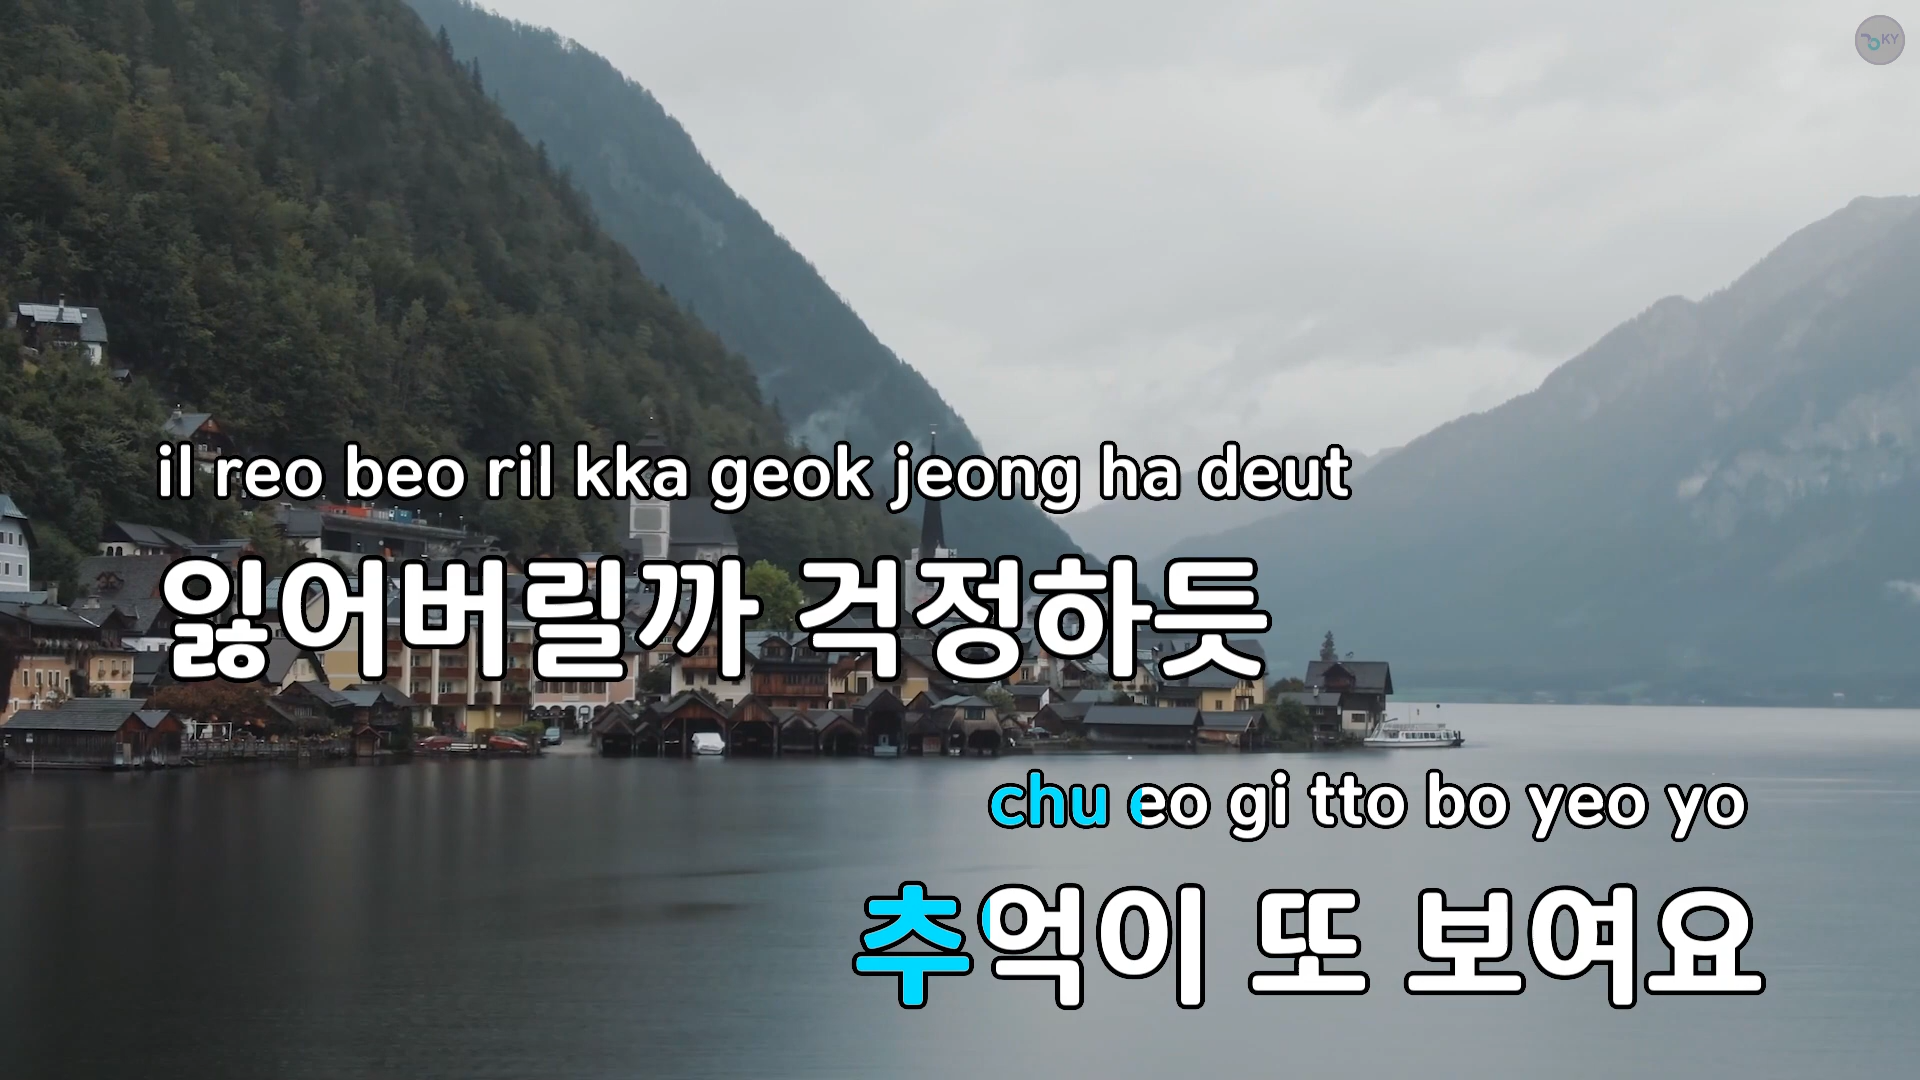 KY
il reo beo ril kka geok jeong ha deut
잃어버릴까 걱정하듯
chu eo gi tto bo yeo yo
추억이 또 보여요